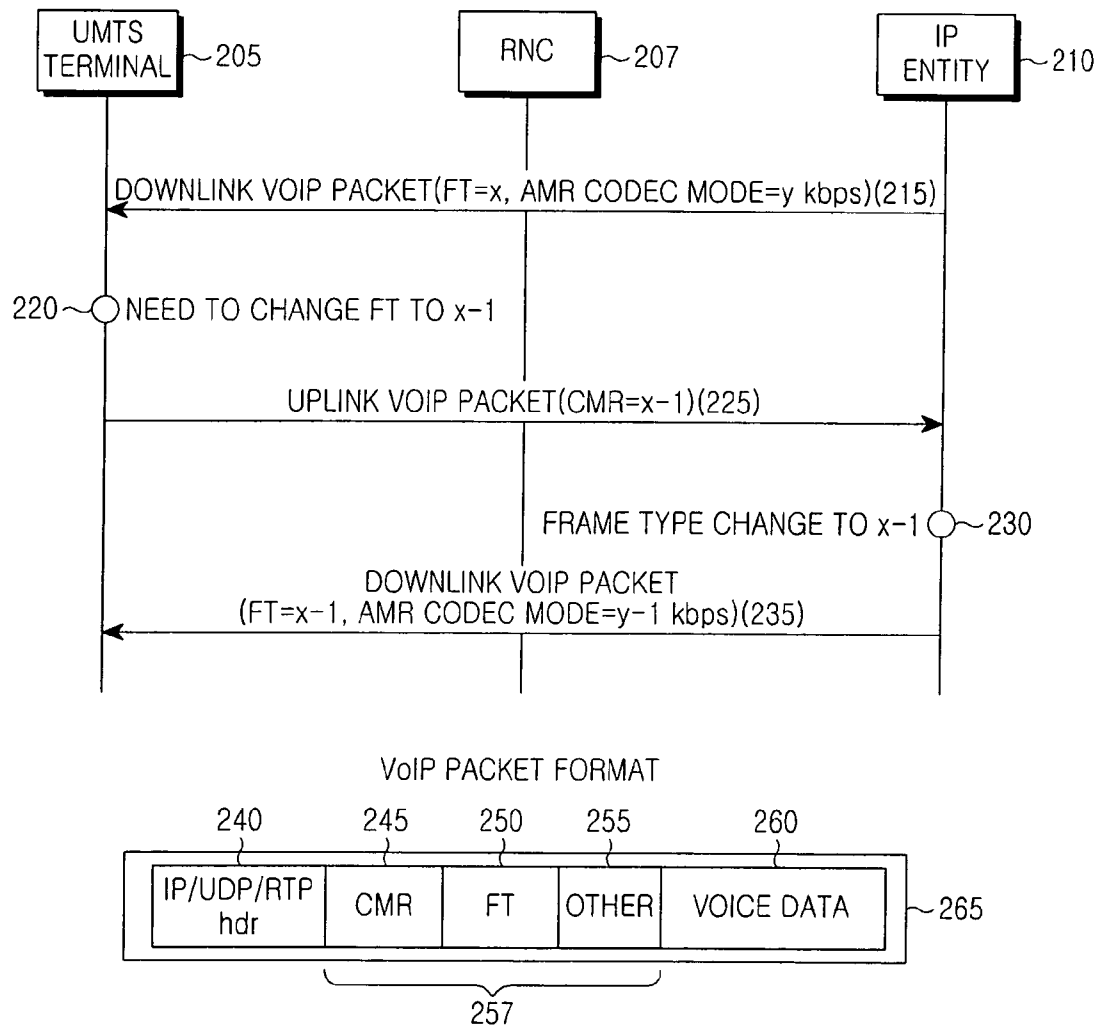 UMTS
TERMINAL
205
RNC
207
IP
ENTITY
210
DOWNLINK VOIP PACKET(FT=x, AMR CODEC MODE=y kbps)(215)
220
NEED TO CHANGE FT TO x-1
UPLINK VOIP PACKET(CMR=x-1)(225)
FRAME TYPE CHANGE TO x-1
230
DOWNLINK VOIP PACKET
(FT=x-1, AMR CODEC MODE=y-1 kbps)(235)
VoIP PACKET FORMAT
240 245 250 255 260
IP/UDP/RTP
hdr
CMR
FT
OTHER
VOICE DATA
265
257